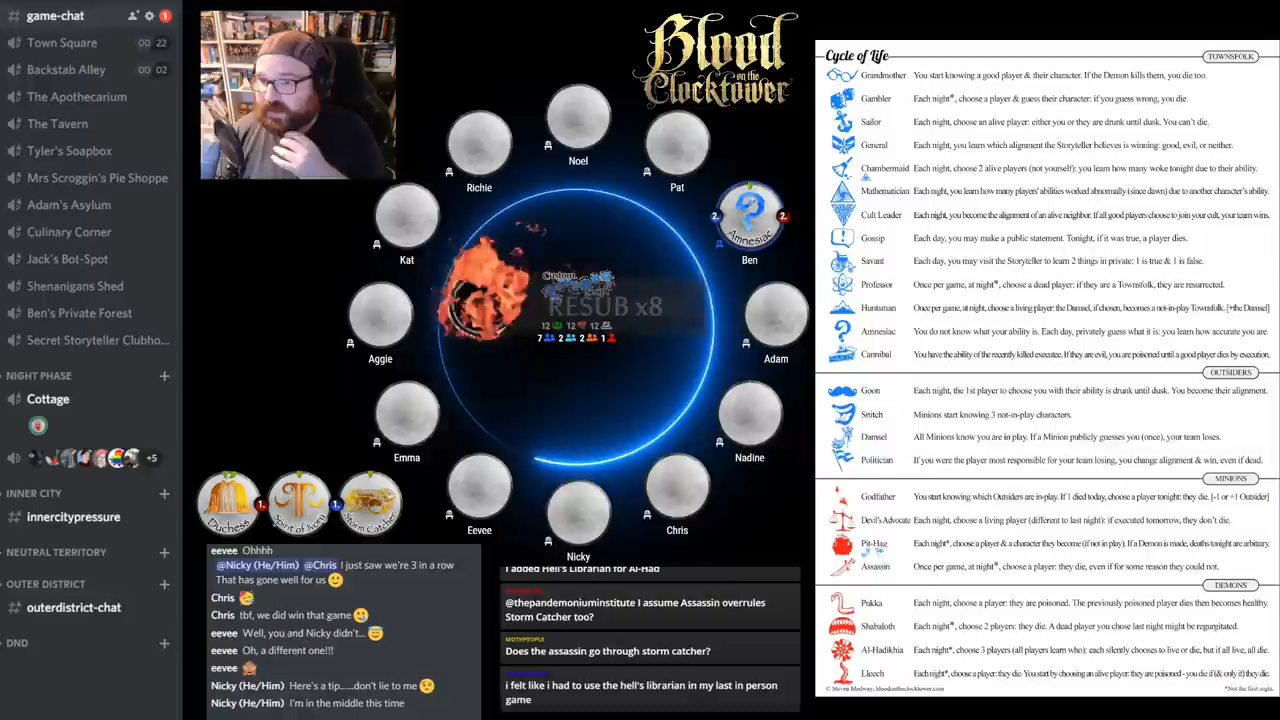 game-chat
1
Town Square
00 22
Backstab Alley
00 02
The Apothecarium
The Tavern
Tyler's Soapbox
Mrs Scroggin's Pie Shoppe
Adam's Asylum
Culinary Corner
Jack's Bot-Spot
Shenanigans Shed
Ben's Private Forest
Secret Storyteller Clubho...
NIGHT PHASE
Cottage
+5
INNER CITY
innercitypressure
NEUTRAL TERRITORY
OUTER DISTRICT
outerdistrict-chat
DND
Blood
on the
Clocktower
Noel
Richie
Pat
Kat
2.
2.
Amnesiac
Ben
Aggie
Adam
Emma
Nadine
Eevee
Chris
Nicky
Custom
RESUB x8
12 12 12
7 2 2 1
Duchess
1.
Spirit of Ivory
1.
Storm Catcher
eevee Ohhhh
@Nicky (He/Him) @Chris I just saw we're 3 in a row
That has gone well for us
Chris
Chris tbf, we did win that game
eevee Well, you and Nicky didn't...
eevee Oh, a different one!!!
eevee
Nicky (He/Him) Here's a tip......don't lie to me
Nicky (He/Him) I'm in the middle this time
I added Hell's Librarian for Al-Had
@thepandemoniuminstitute I assume Assassin overrules
Storm Catcher too?
MOTHPEOPLE
Does the assassin go through storm catcher?
i felt like i had to use the hell's librarian in my last in person
game
Cycle of Life
TOWNSFOLK
Grandmother You start knowing a good player & their character. If the Demon kills them, you die too.
Gambler Each night*, choose a player & guess their character: if you guess wrong, you die.
Sailor Each night, choose an alive player: either you or they are drunk until dusk. You can't die.
General Each night, you learn which alignment the Storyteller believes is winning: good, evil, or neither.
Chambermaid Each night, choose 2 alive players (not yourself): you learn how many woke tonight due to their ability.
Mathematician Each night, you learn how many players' abilities worked abnormally (since dawn) due to another character's ability.
Cult Leader Each night, you become the alignment of an alive neighbor. If all good players choose to join your cult, your team wins.
Gossip Each day, you may make a public statement. Tonight, if it was true, a player dies.
Savant Each day, you may visit the Storyteller to learn 2 things in private: 1 is true & 1 is false.
Professor Once per game, at night*, choose a dead player: if they are a Townsfolk, they are resurrected.
Huntsman Once per game, at night, choose a living player: the Damsel, if chosen, becomes a not-in-play Townsfolk. [+the Damsel]
Amnesiac You do not know what your ability is. Each day, privately guess what it is: you learn how accurate you are.
Cannibal You have the ability of the recently killed executee. If they are evil, you are poisoned until a good player dies by execution.
OUTSIDERS
Goon Each night, the 1st player to choose you with their ability is drunk until dusk. You become their alignment.
Snitch Minions start knowing 3 not-in-play characters.
Damsel All Minions know you are in play. If a Minion publicly guesses you (once), your team loses.
Politician If you were the player most responsible for your team losing, you change alignment & win, even if dead.
MINIONS
Godfather You start knowing which Outsiders are in-play. If 1 died today, choose a player tonight: they die. [-1 or +1 Outsider]
Devil's Advocate Each night, choose a living player (different to last night): if executed tomorrow, they don't die.
Pit-Hag Each night*, choose a player & a character they become (if not in play). If a Demon is made, deaths tonight are arbitrary.
Assassin Once per game, at night*, choose a player: they die, even if for some reason they could not.
DEMONS
Pukka Each night, choose a player: they are poisoned. The previously poisoned player dies then becomes healthy.
Shabaloth Each night*, choose 2 players: they die. A dead player you chose last night might be regurgitated.
Al-Hadikhia Each night*, choose 3 players (all players learn who): each silently chooses to live or die, but if all live, all die.
Lleech Each night*, choose a player: they die. You start by choosing an alive player: they are poisoned - you die if (& only if) they die.
© Steven Medway, bloodontheclocktower.com
*Not the first night.